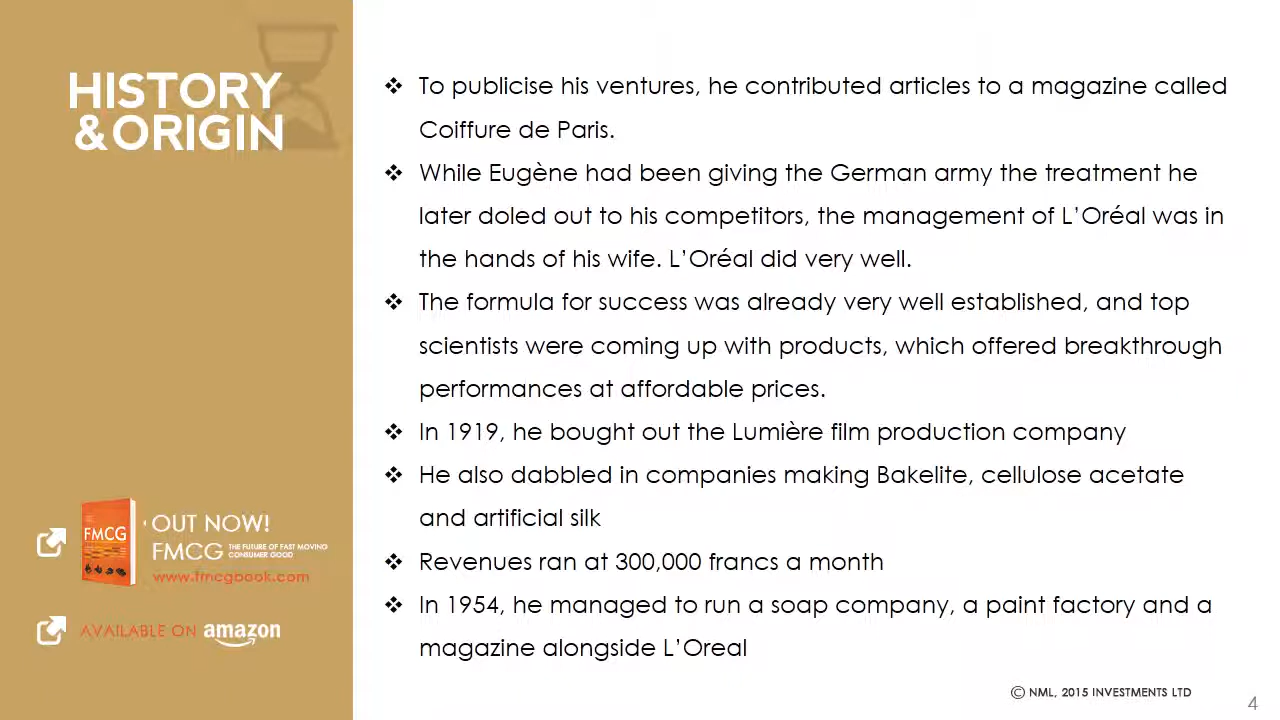 HISTORY
&ORIGIN
❖ To publicise his ventures, he contributed articles to a magazine called
Coiffure de Paris.
❖ While Eugène had been giving the German army the treatment he
later doled out to his competitors, the management of L’Oréal was in
the hands of his wife. L’Oréal did very well.
❖ The formula for success was already very well established, and top
scientists were coming up with products, which offered breakthrough
performances at affordable prices.
❖ In 1919, he bought out the Lumière film production company
❖ He also dabbled in companies making Bakelite, cellulose acetate
and artificial silk
❖ Revenues ran at 300,000 francs a month
❖ In 1954, he managed to run a soap company, a paint factory and a
magazine alongside L’Oreal
FMCG
OUT NOW!
FMCG THE FUTURE OF FAST MOVING
CONSUMER GOOD
www.fmcgbook.com
AVAILABLE ON amazon
© NML, 2015 INVESTMENTS LTD
4